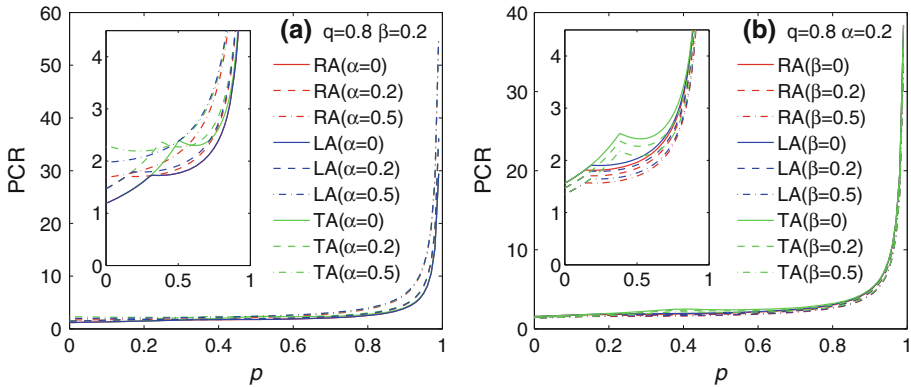 (a) q=0.8 β=0.2
RA(α=0)
RA(α=0.2)
RA(α=0.5)
LA(α=0)
LA(α=0.2)
LA(α=0.5)
TA(α=0)
TA(α=0.2)
TA(α=0.5)
PCR
60
50
40
30
20
10
0
0 0.2 0.4 0.6 0.8 1
p
4
3
2
1
0
0 0.5 1
(b) q=0.8 α=0.2
RA(β=0)
RA(β=0.2)
RA(β=0.5)
LA(β=0)
LA(β=0.2)
LA(β=0.5)
TA(β=0)
TA(β=0.2)
TA(β=0.5)
PCR
40
30
20
10
0
0 0.2 0.4 0.6 0.8 1
p
4
3
2
1
0
0 0.5 1